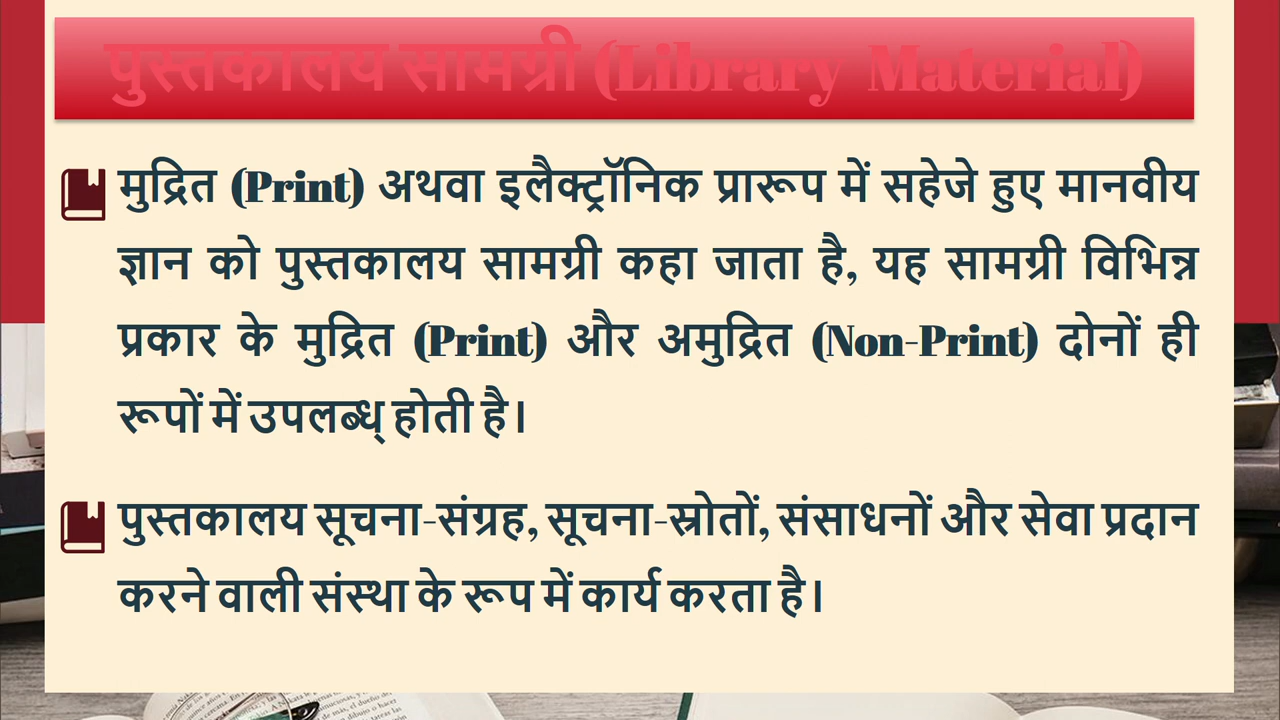 पुस्तकालय सामग्री (Library Material)
मुद्रित (Print) अथवा इलैक्ट्रॉनिक प्रारूप में सहेजे हुए मानवीय
ज्ञान को पुस्तकालय सामग्री कहा जाता है, यह सामग्री विभिन्न
प्रकार के मुद्रित (Print) और अमुद्रित (Non-Print) दोनों ही
रूपों में उपलब्ध् होती है।
पुस्तकालय सूचना-संग्रह, सूचना-स्रोतों, संसाधनों और सेवा प्रदान
करने वाली संस्था के रूप में कार्य करता है।